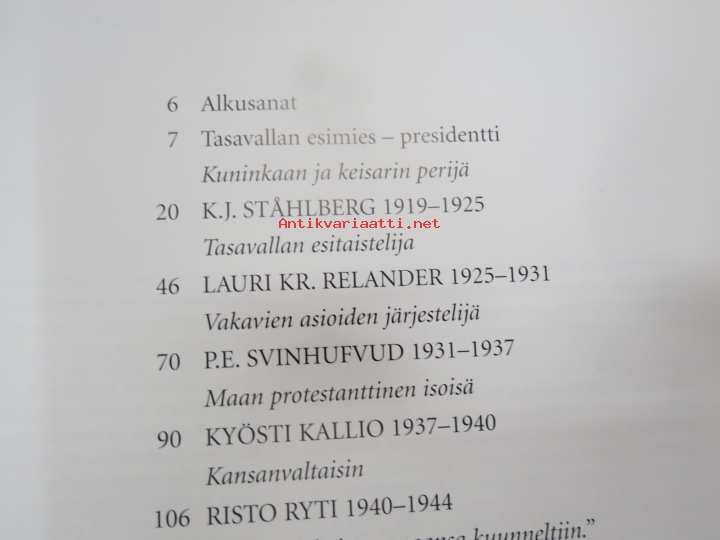 6 Alkusanat
7 Tasavallan esimies – presidentti
Kuninkaan ja keisarin perijä
20 K.J. STÅHLBERG 1919–1925
Antikvariaatti.net
Tasavallan esitaistelija
46 LAURI KR. RELANDER 1925–1931
Vakavien asioiden järjestelijä
70 P.E. SVINHUFVUD 1931–1937
Maan protestanttinen isoisä
90 KYÖSTI KALLIO 1937–1940
Kansanvaltaisin
106 RISTO RYTI 1940–1944
kuunneltiin.”